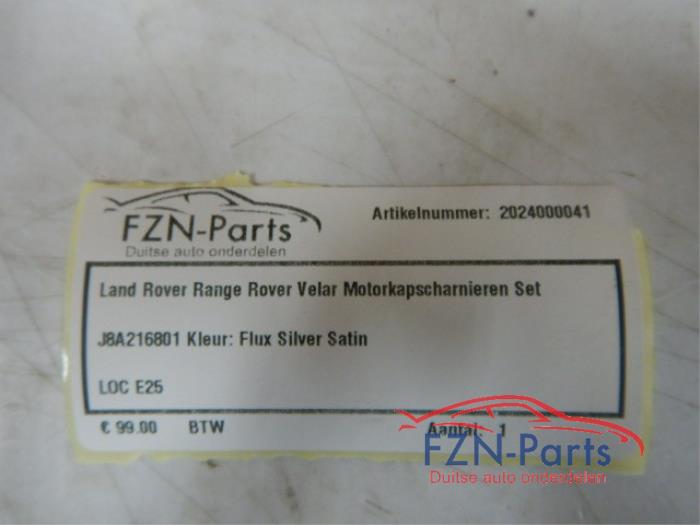 FZN-Parts
Duitse auto onderdelen
Artikelnummer: 2024000041
Land Rover Range Rover Velar Motorkapscharnieren Set
J8A216801 Kleur: Flux Silver Satin
LOC E25
€ 99.00 BTW Aantal: 1
FZN-Parts
Duitse auto onderdelen